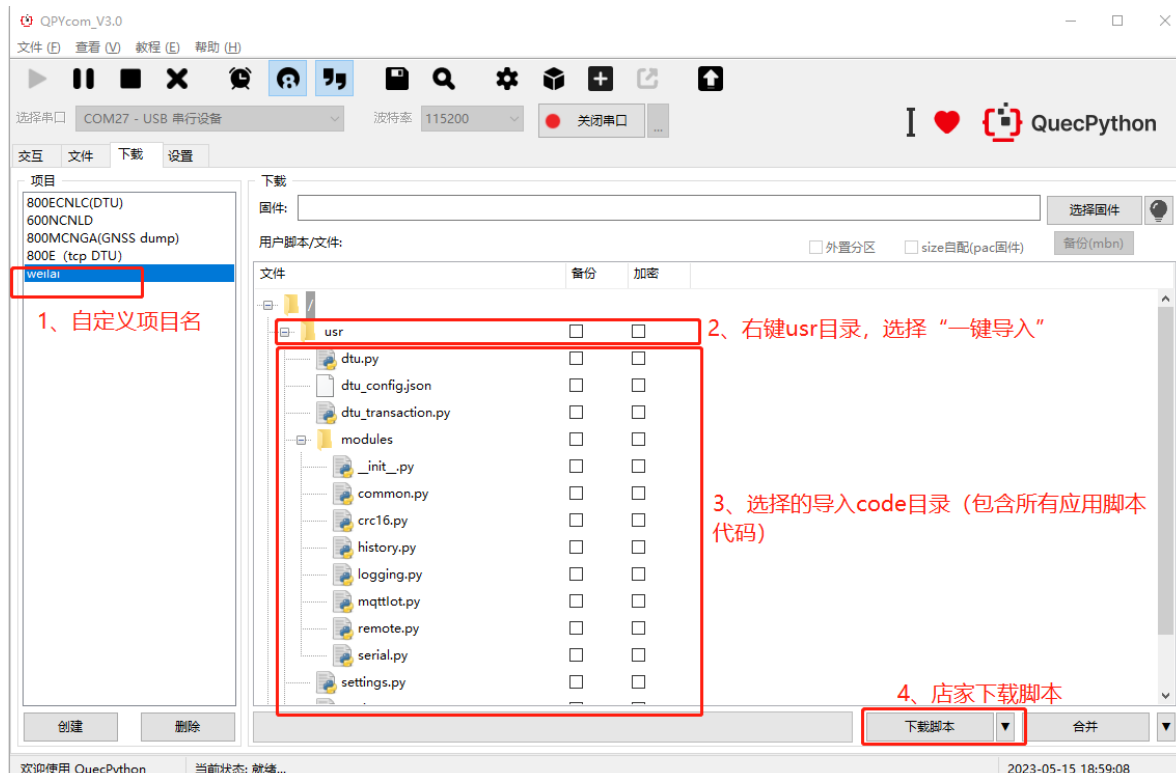 QPYcom_V3.0
文件 (F) 查看 (V) 教程 (E) 帮助 (H)
选择串口 COM27 - USB 串行设备 波特率 115200 关闭串口 ...
QuecPython
交互 文件 下载 设置
项目
800ECNLC(DTU)
600NCNLD
800MCNGA(GNSS dump)
800E (tcp DTU)
weilai
1、自定义项目名
创建 删除
下载
固件: 选择固件
用户脚本/文件: 外置分区 size自配(pac固件) 备份(mbn)
文件 备份 加密
/
usr
2、右键usr目录，选择“一键导入”
dtu.py
dtu_config.json
dtu_transaction.py
modules
__init__.py
common.py
crc16.py
history.py
logging.py
mqttIot.py
remote.py
serial.py
settings.py
3、选择的导入code目录（包含所有应用脚本
代码）
4、店家下载脚本
下载脚本 合并
欢迎使用 QuecPython 当前状态: 就绪... 2023-05-15 18:59:08